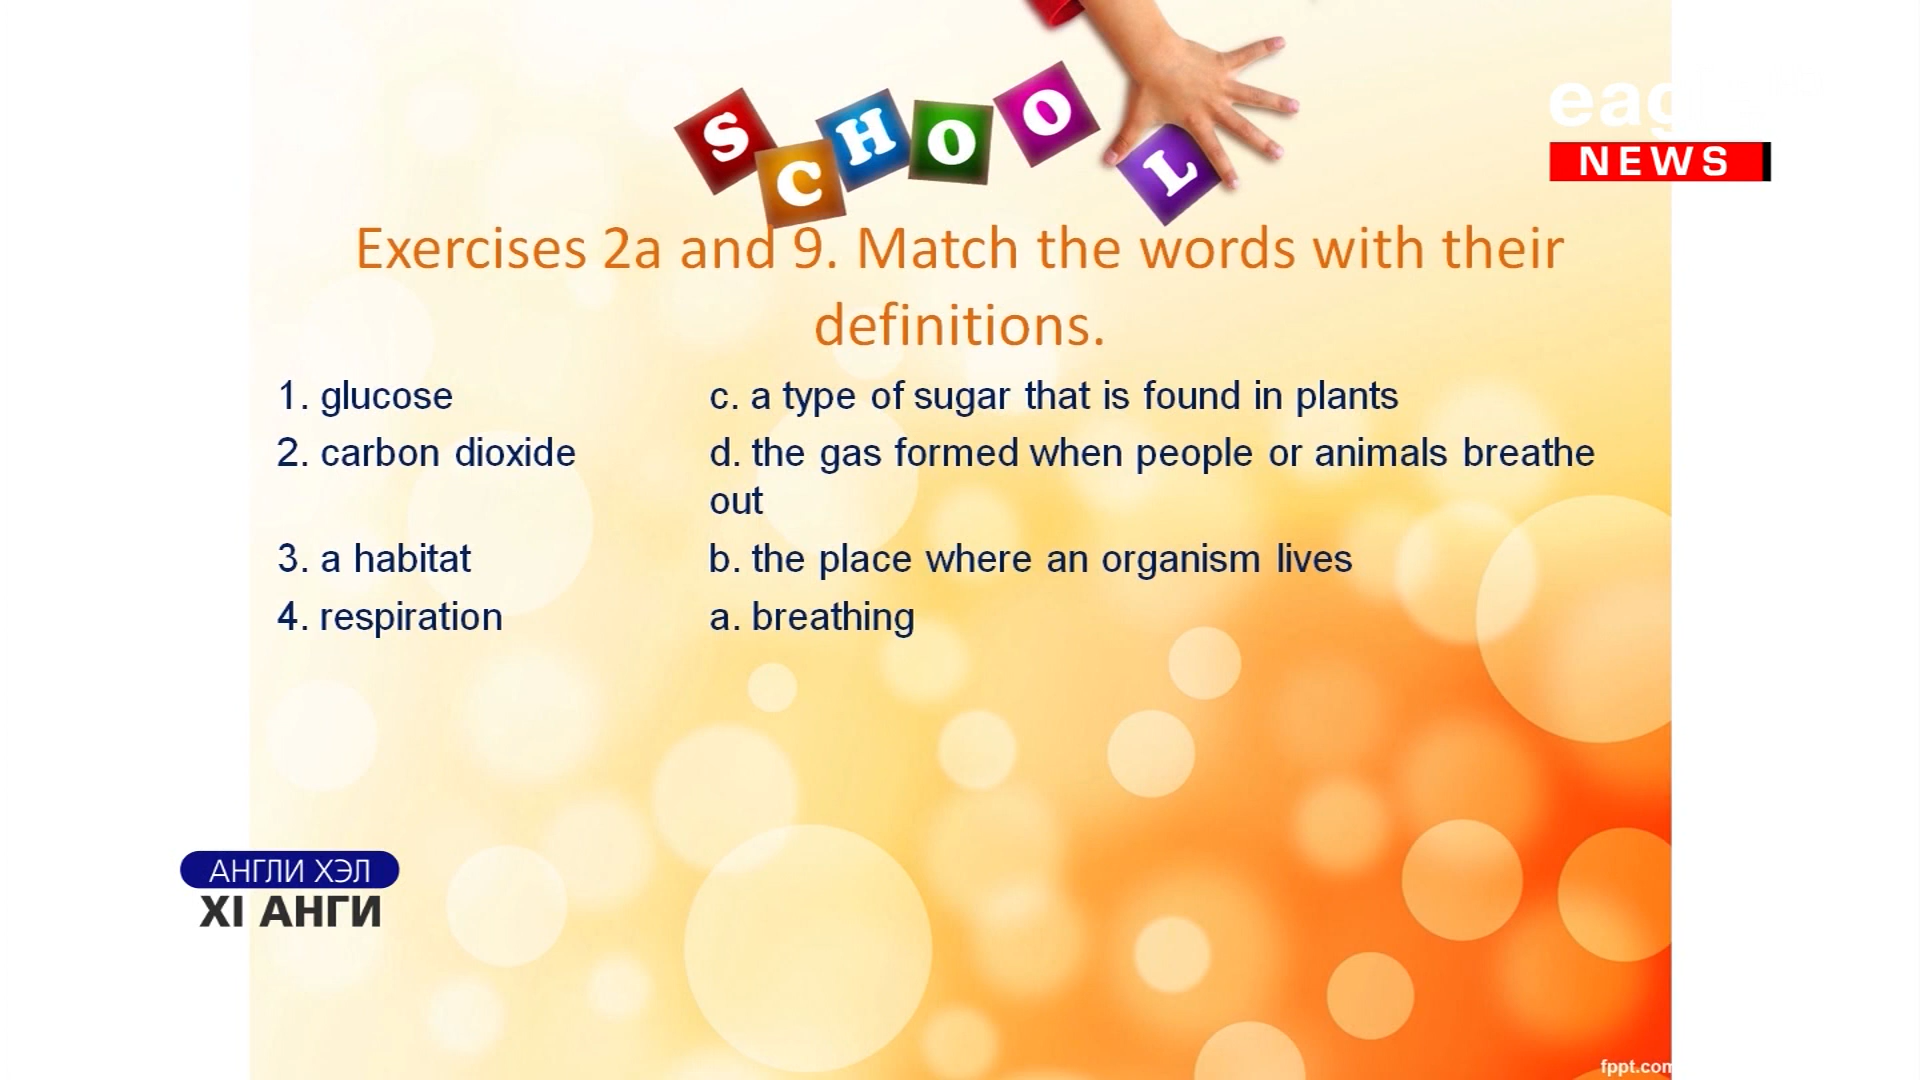 SCHOOL
eag
NEWS
Exercises 2a and 9. Match the words with their
definitions.
1. glucose c. a type of sugar that is found in plants
2. carbon dioxide d. the gas formed when people or animals breathe
out
3. a habitat b. the place where an organism lives
4. respiration a. breathing
АНГЛИ ХЭЛ
XI АНГИ
fppt.com